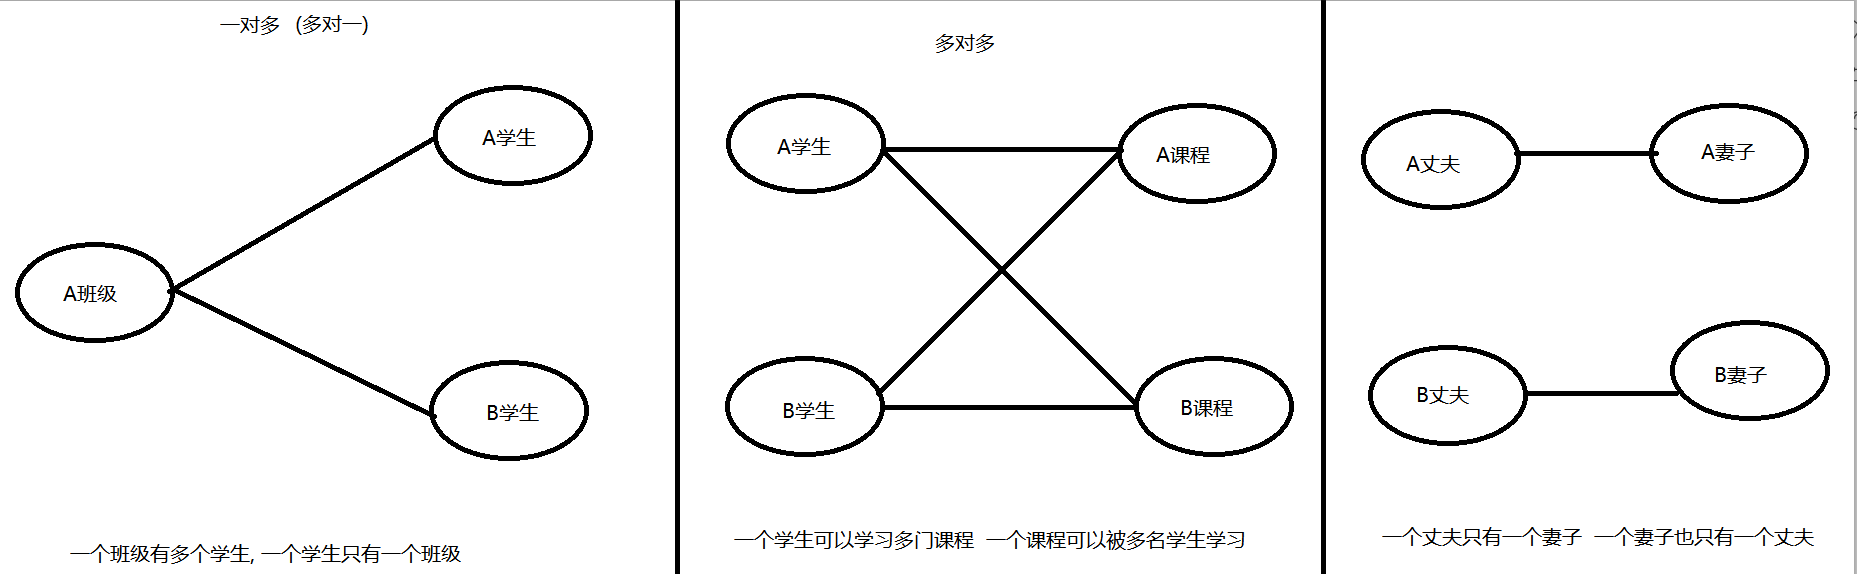 一对多 (多对一)
A学生
A班级
B学生
一个班级有多个学生, 一个学生只有一个班级
多对多
A学生
A课程
B学生
B课程
一个学生可以学习多门课程 一个课程可以被多名学生学习
A丈夫
A妻子
B丈夫
B妻子
一个丈夫只有一个妻子 一个妻子也只有一个丈夫